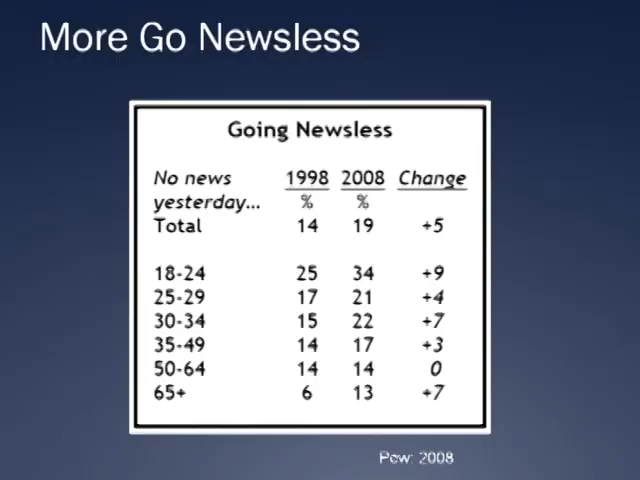 More Go Newsless
Going Newsless
No news 1998 2008 Change
yesterday... % %
Total 14 19 +5
18-24 25 34 +9
25-29 17 21 +4
30-34 15 22 +7
35-49 14 17 +3
50-64 14 14 0
65+ 6 13 +7
Pew: 2008